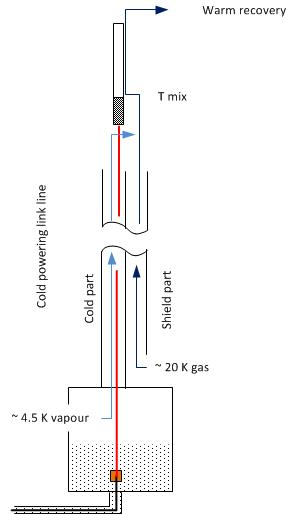 Warm recovery
T mix
Cold powering link line
Cold part
Shield part
~ 20 K gas
~ 4.5 K vapour